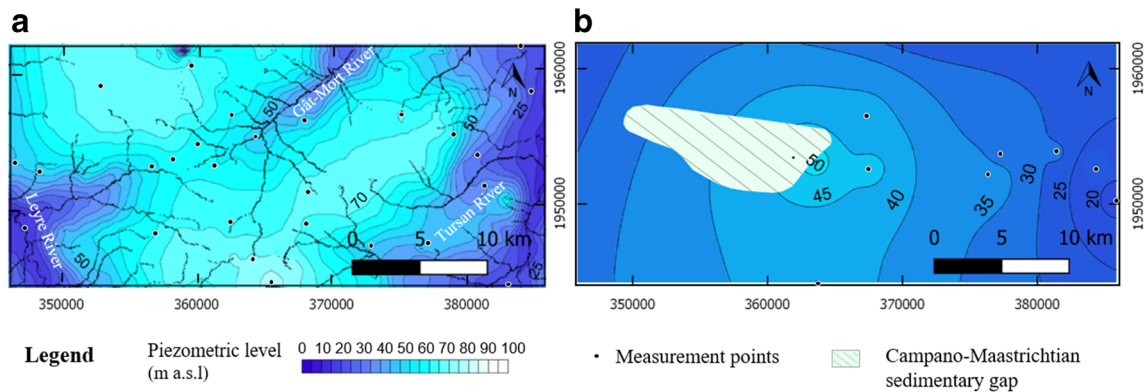 a
b
50
Gât-Mort River
50
25
70
Tursan River
Leyre River
50
25
0 5 10 km
1960000
1950000
350000 360000 370000 380000
50
45
40
35
30
25
20
0 5 10 km
1960000
1950000
350000 360000 370000 380000
N
N
Legend
Piezometric level
(m a.s.l)
0 10 20 30 40 50 60 70 80 90 100
Measurement points
Campano-Maastrichtian
sedimentary gap